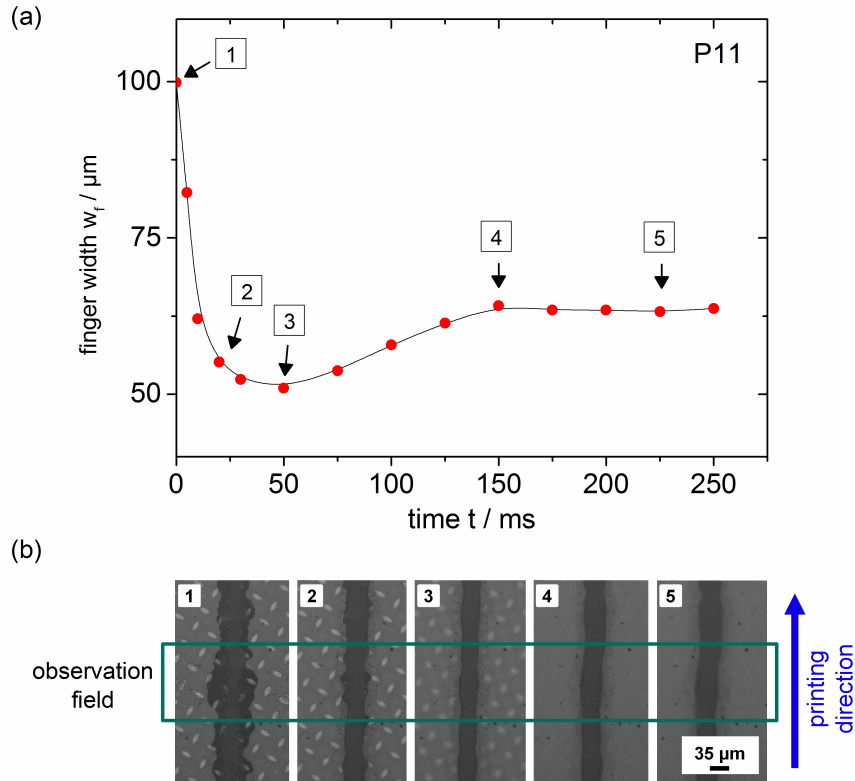 (a)
P11
1
2
3
4
5
100
75
50
finger width w_f / µm
0 50 100 150 200 250
time t / ms
(b)
1 2 3 4 5
observation
field
printing
direction
35 µm